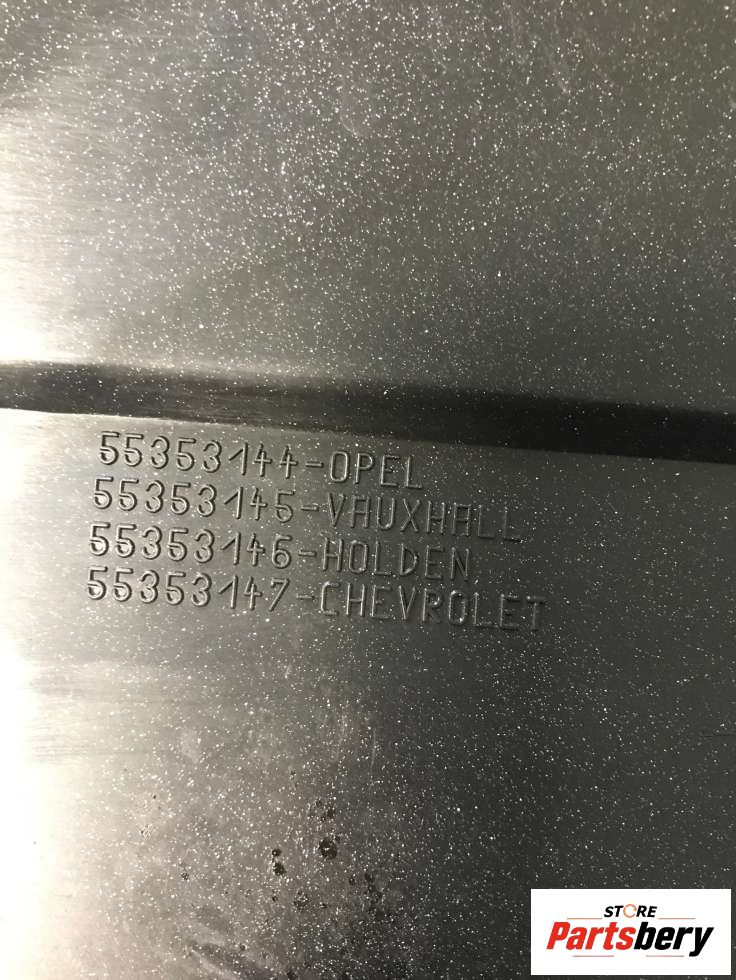 55353144-OPEL
55353145-VAUXHALL
55353146-HOLDEN
55353147-CHEVROLET
STORE
Partsbery